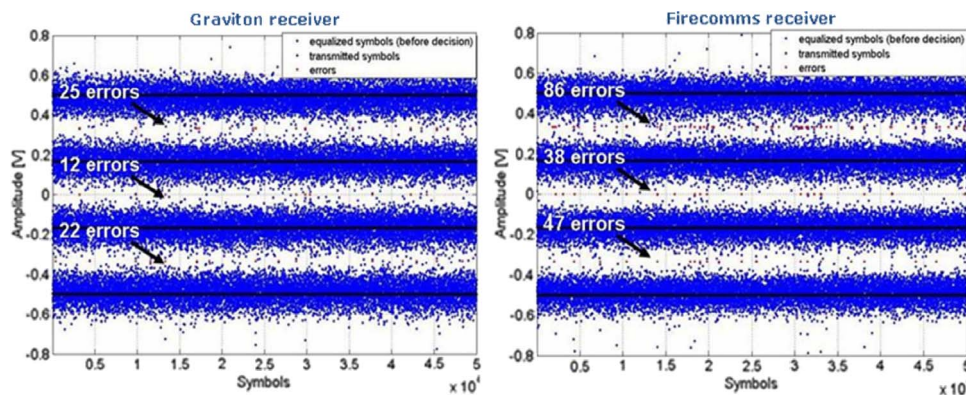 Graviton receiver
0.8
0.6
0.4
0.2
0
-0.2
-0.4
-0.6
-0.8
Amplitude [V]
equalized symbols (before decision)
transmitted symbols
errors
25 errors
12 errors
22 errors
0.5 1 1.5 2 2.5 3 3.5 4 4.5 5
Symbols
x 10⁴
Firecomms receiver
0.8
0.6
0.4
0.2
0
-0.2
-0.4
-0.6
-0.8
Amplitude [V]
equalized symbols (before decision)
transmitted symbols
errors
86 errors
38 errors
47 errors
0.5 1 1.5 2 2.5 3 3.5 4 4.5 5
Symbols
x 10⁴